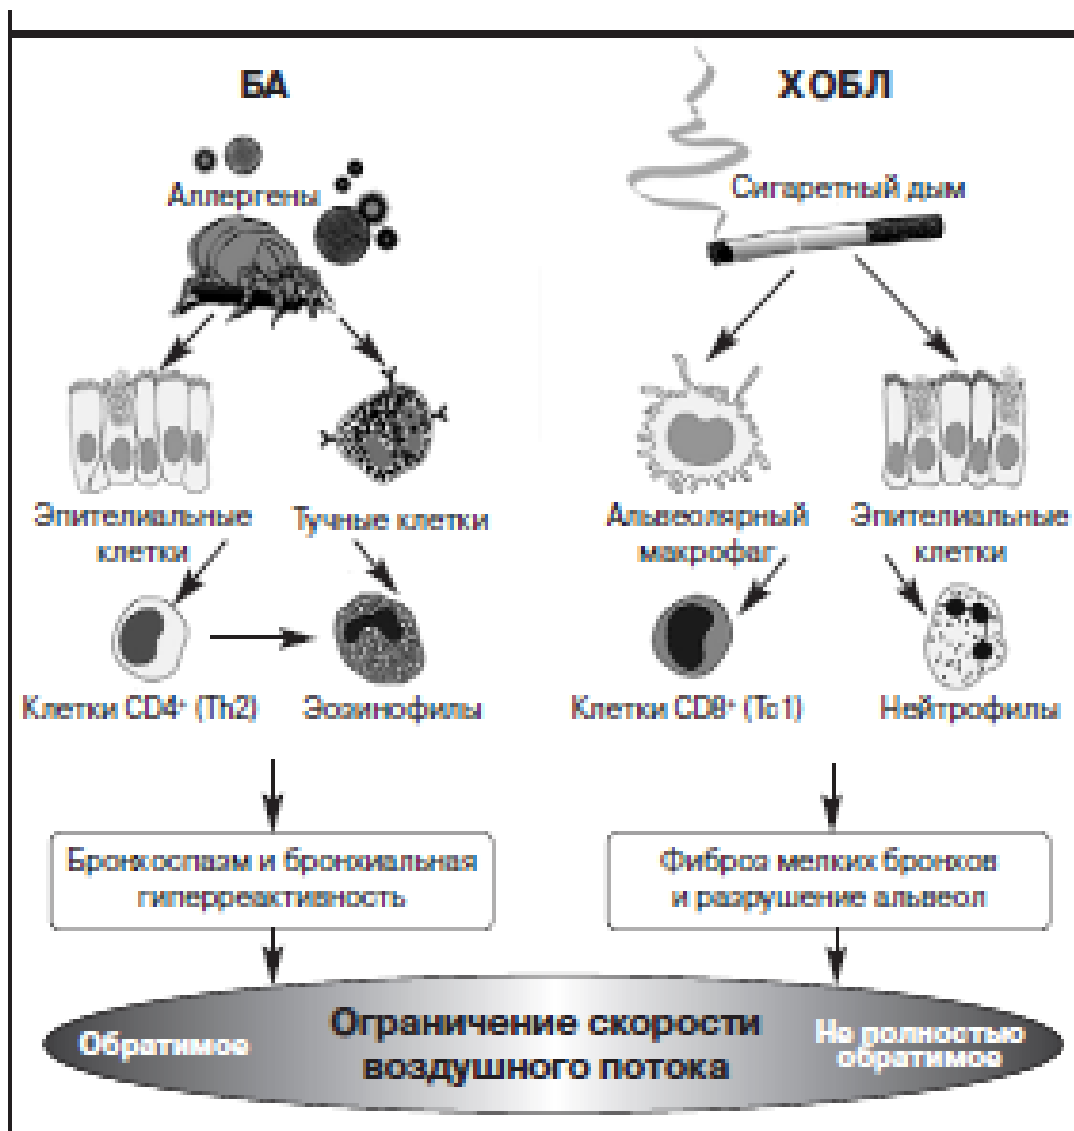 БА
Аллергены
Эпителиальные
клетки
Тучные клетки
Клетки CD4⁺ (Th2)
Эозинофилы
Бронхоспазм и бронхиальная
гиперреактивность
ХОБЛ
Сигаретный дым
Альвеолярный
макрофаг
Эпителиальные
клетки
Клетки CD8⁺ (Tc1)
Нейтрофилы
Фиброз мелких бронхов
и разрушение альвеол
Обратимое
Ограничение скорости
воздушного потока
Не полностью
обратимое